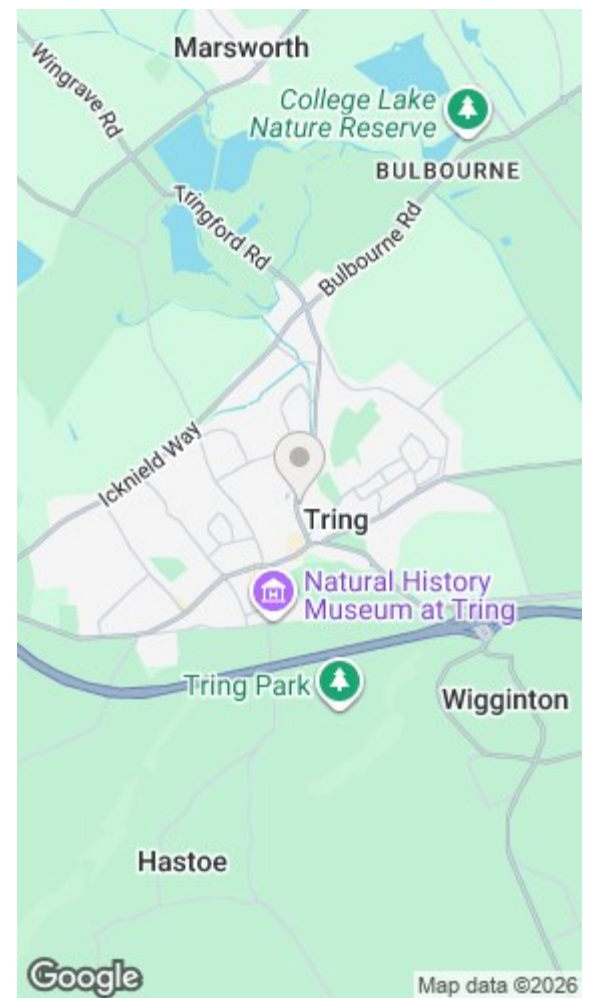 Marsworth
Wingrave Rd
College Lake
Nature Reserve
BULBOURNE
Tringford Rd
Bulbourne Rd
Icknield Way
Tring
Natural History
Museum at Tring
Tring Park
Wigginton
Hastoe
Google
Map data ©2026